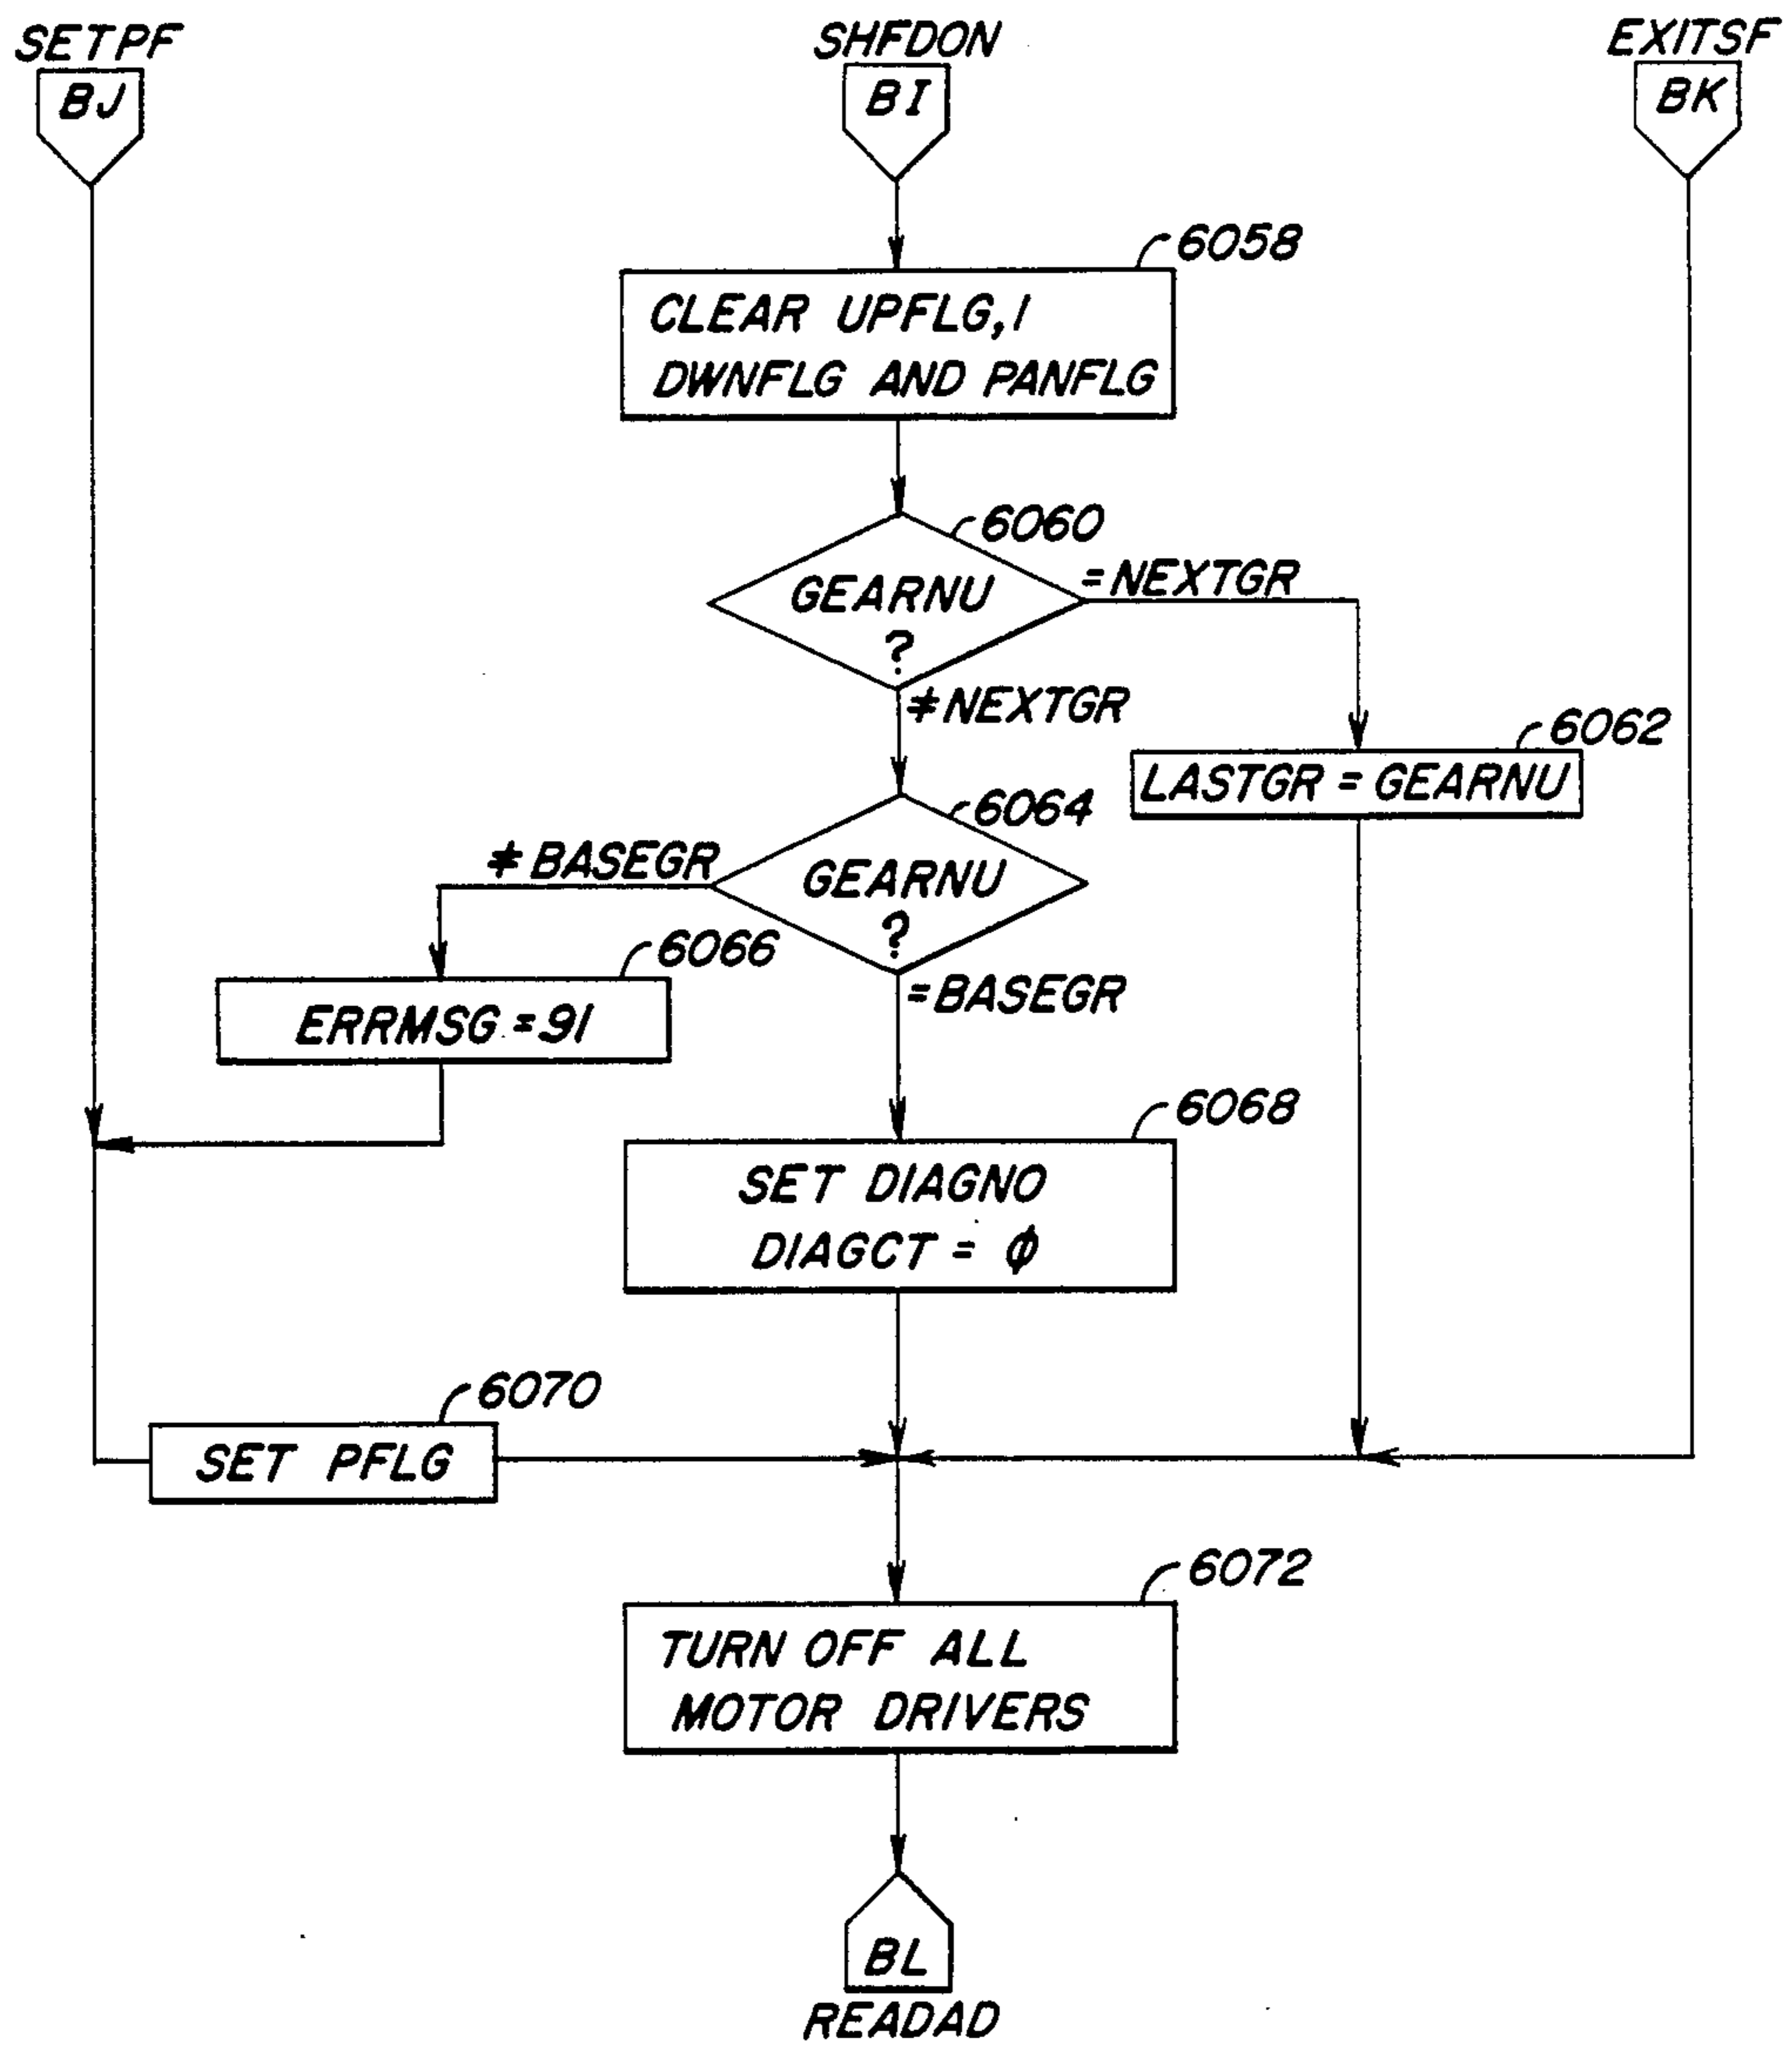 SETPF
BJ
SHFDON
BI
EXITSF
BK
6058
CLEAR UPFLG,1
DWNFLG AND PANFLG
6060
GEARNU
?
=NEXTGR
≠NEXTGR
6062
LASTGR = GEARNU
6064
GEARNU
?
≠BASEGR
=BASEGR
6066
ERRMSG =91
6068
SET DIAGNO
DIAGCT = ϕ
6070
SET PFLG
6072
TURN OFF ALL
MOTOR DRIVERS
BL
READAD